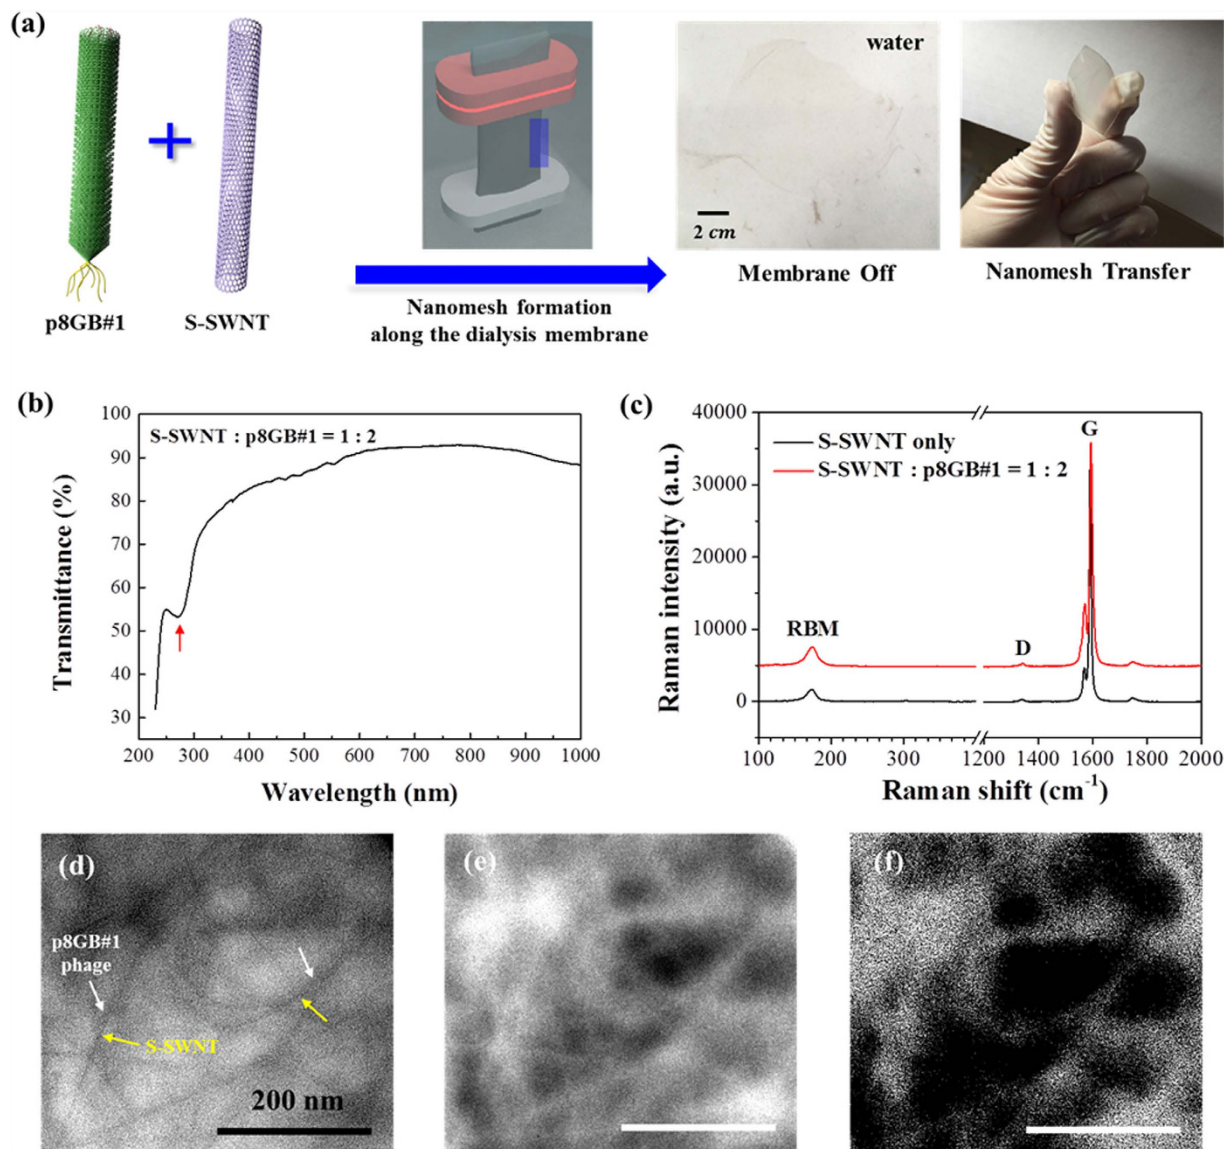 (a)
water
2 cm
p8GB#1
S-SWNT
Nanomesh formation
along the dialysis membrane
Membrane Off
Nanomesh Transfer
(b)
S-SWNT : p8GB#1 = 1 : 2
Transmittance (%)
100
90
80
70
60
50
40
30
200 300 400 500 600 700 800 900 1000
Wavelength (nm)
(c)
S-SWNT only
S-SWNT : p8GB#1 = 1 : 2
G
RBM
D
Raman intensity (a.u.)
40000
30000
20000
10000
0
100 200 300 1200 1400 1600 1800 2000
Raman shift (cm⁻¹)
(d)
p8GB#1
phage
S-SWNT
200 nm
(e)
(f)